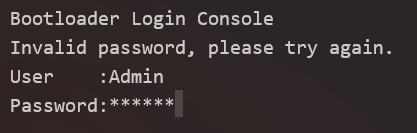 Bootloader Login Console
Invalid password, please try again.
User    :Admin
Password:******